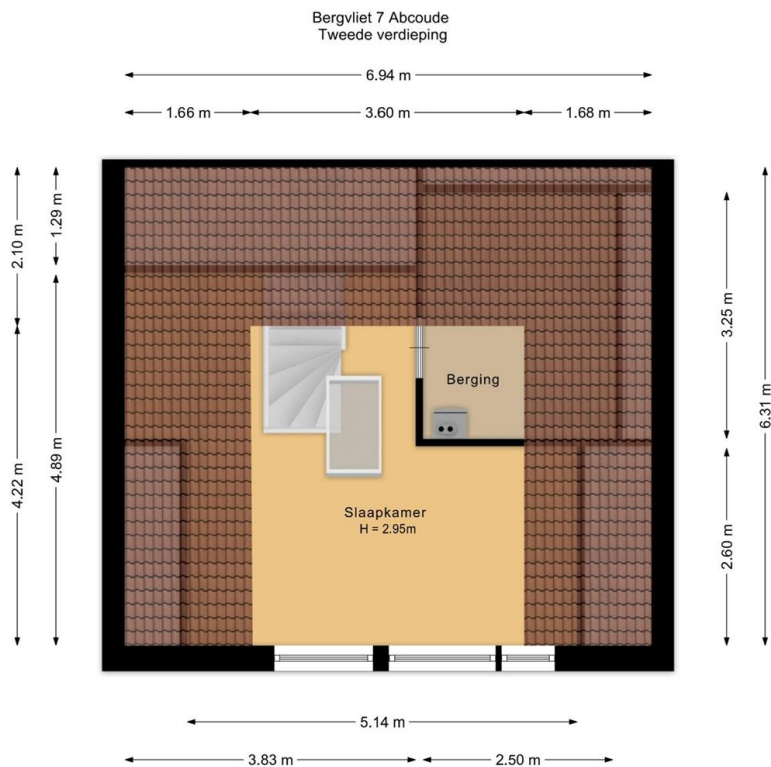 Bergvliet 7 Abcoude
Tweede verdieping
6.94 m
1.66 m
3.60 m
1.68 m
2.10 m
1.29 m
3.25 m
6.31 m
Berging
4.22 m
4.89 m
Slaapkamer
H = 2.95m
2.60 m
5.14 m
3.83 m
2.50 m